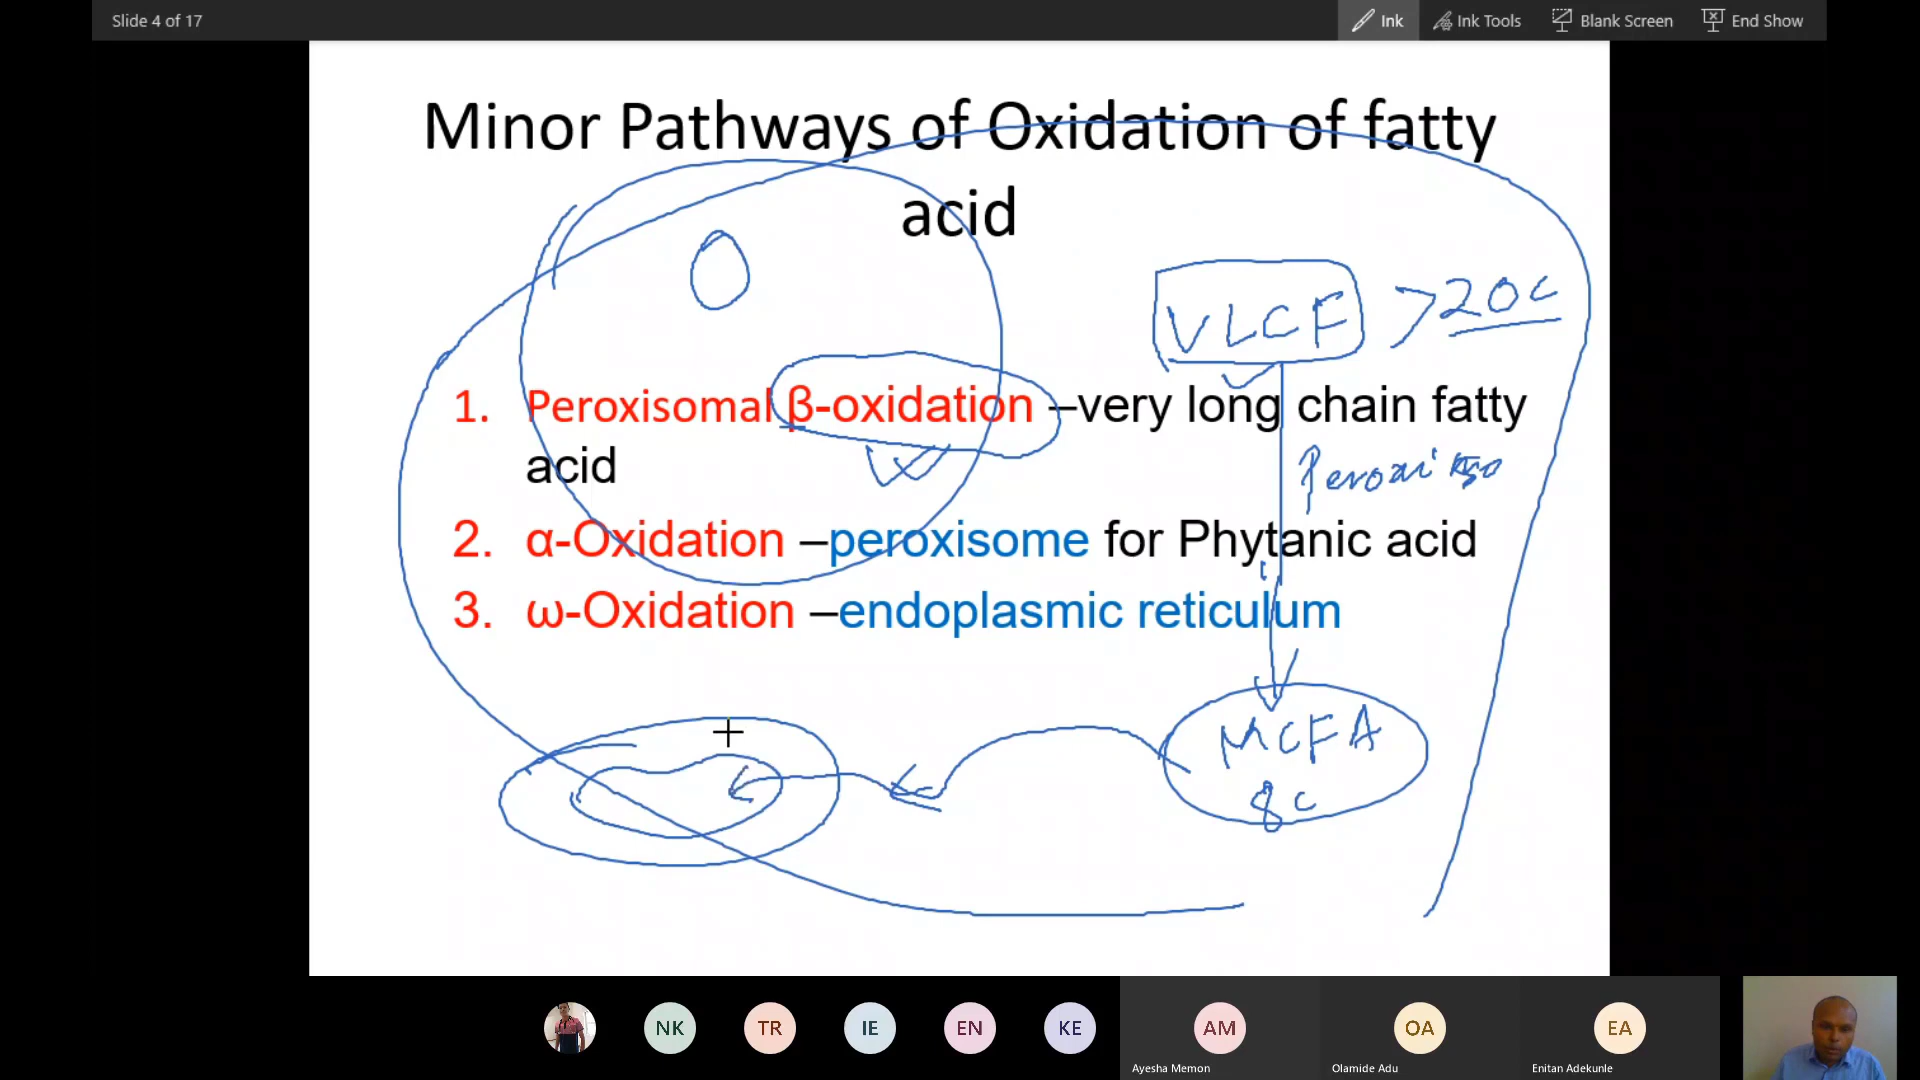 Slide 4 of 17
Ink
Ink Tools
Blank Screen
End Show
Minor Pathways of Oxidation of fatty
acid
VLCF >20c
1. Peroxisomal β-oxidation –very long chain fatty
acid
2. α-Oxidation –peroxisome for Phytanic acid
3. ω-Oxidation –endoplasmic reticulum
MCFA
8c
NK
TR
IE
EN
KE
AM
OA
EA
Ayesha Memon
Olamide Adu
Enitan Adekunle